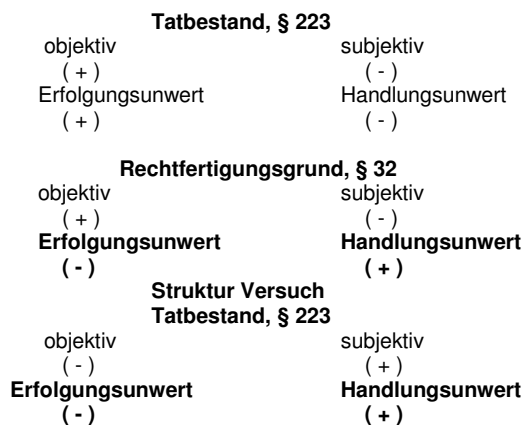 Tatbestand, § 223
objektiv subjektiv
( + ) ( - )
Erfolgungsunwert Handlungsunwert
( + ) ( - )
Rechtfertigungsgrund, § 32
objektiv subjektiv
( + ) ( - )
Erfolgungsunwert Handlungsunwert
( - ) ( + )
Struktur Versuch
Tatbestand, § 223
objektiv subjektiv
( - ) ( + )
Erfolgungsunwert Handlungsunwert
( - ) ( + )